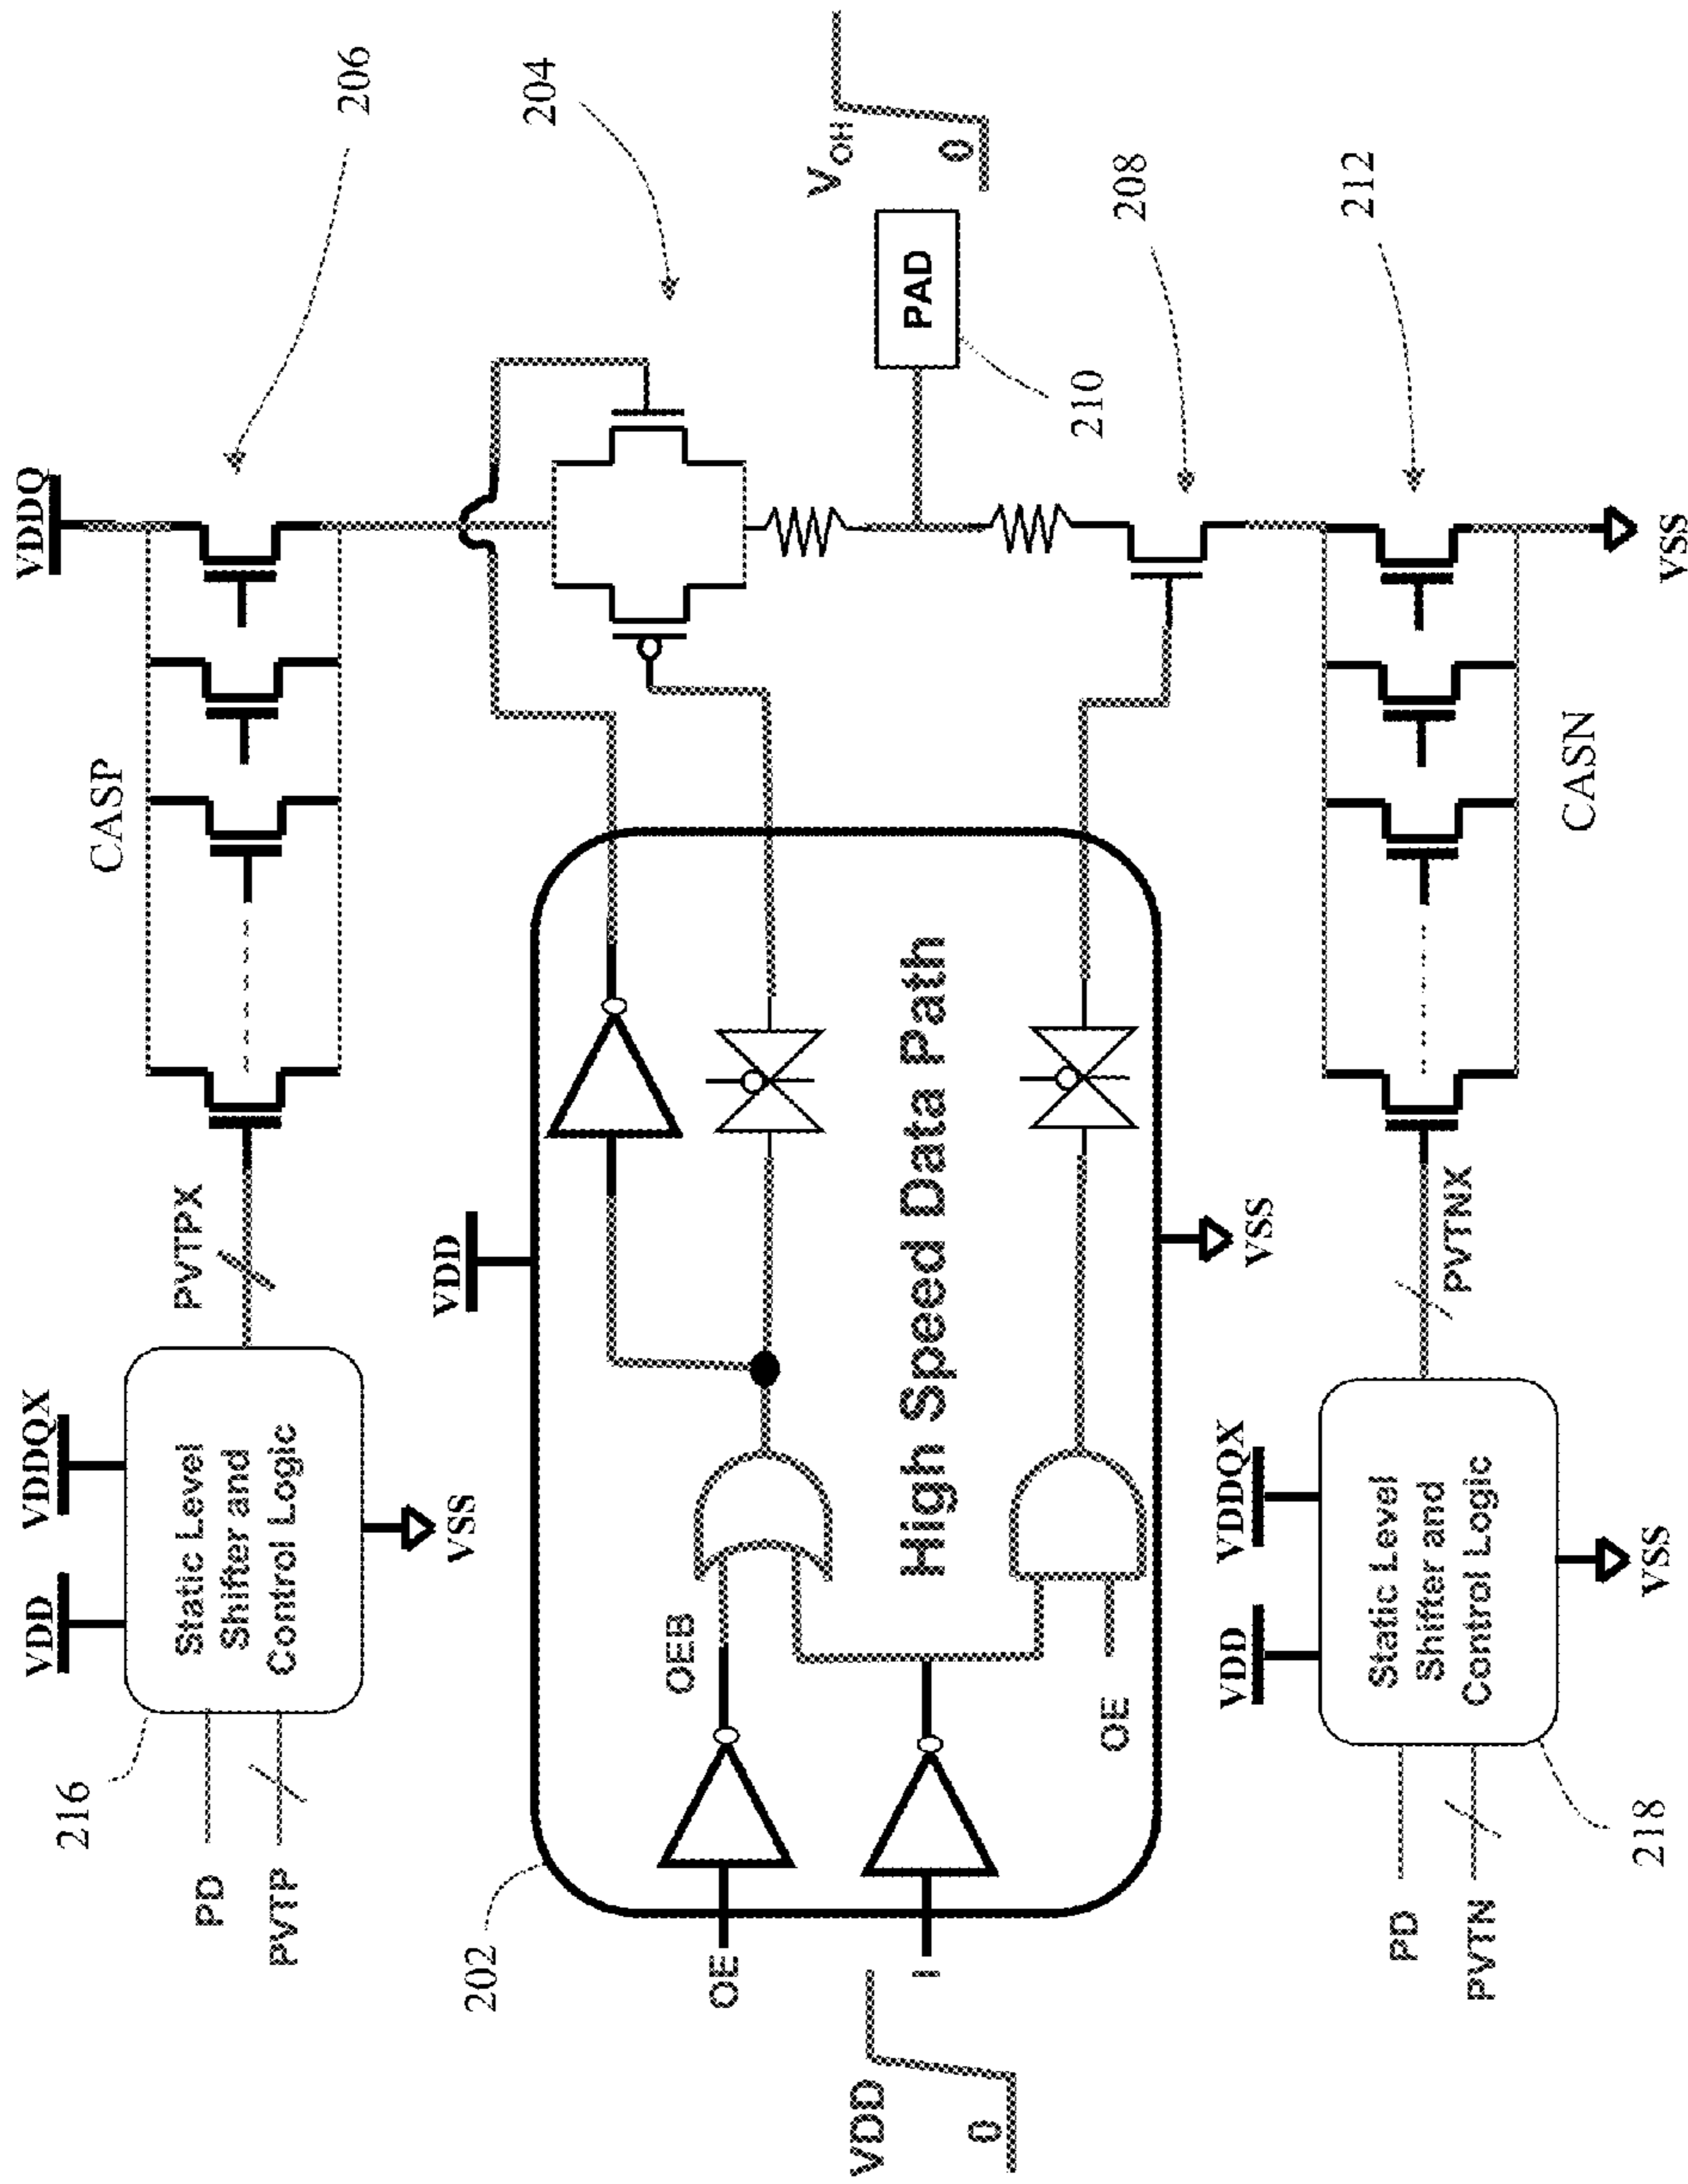 VDDQ
206
CASP
204
VDD
VDDQX
PVTPX
Static Level
Shifter and
Control Logic
VSS
216
PD
PVTP
VDD
V OH
0
PAD
210
208
202
OE
OEB
I
OE
High Speed Data Path
VSS
VDD
0
212
CASN
VSS
VDD
VDDQX
PVTNX
Static Level
Shifter and
Control Logic
VSS
218
PD
PVTN